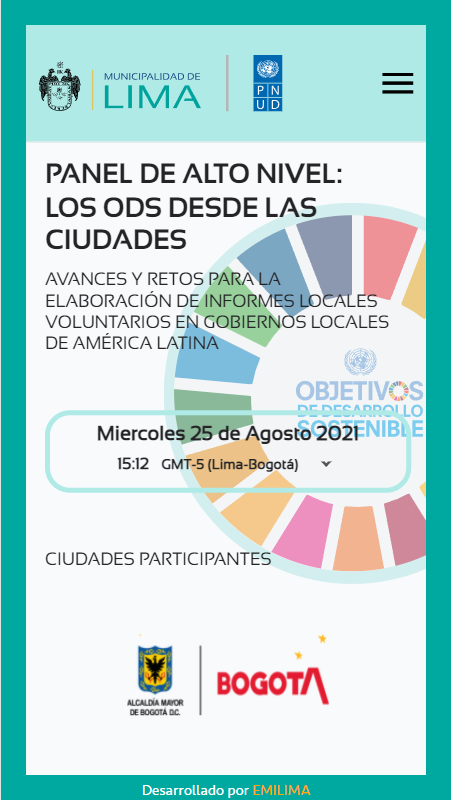 MUNICIPALIDAD DE
LIMA
P N
U D
PANEL DE ALTO NIVEL:
LOS ODS DESDE LAS
CIUDADES
AVANCES Y RETOS PARA LA
ELABORACIÓN DE INFORMES LOCALES
VOLUNTARIOS EN GOBIERNOS LOCALES
DE AMÉRICA LATINA
OBJETIVOS
DE DESARROLLO
SOSTENIBLE
Miercoles 25 de Agosto 2021
15:12 GMT-5 (Lima-Bogotá)
CIUDADES PARTICIPANTES
ALCALDÍA MAYOR
DE BOGOTÁ D.C.
BOGOTÁ
Desarrollado por EMILIMA